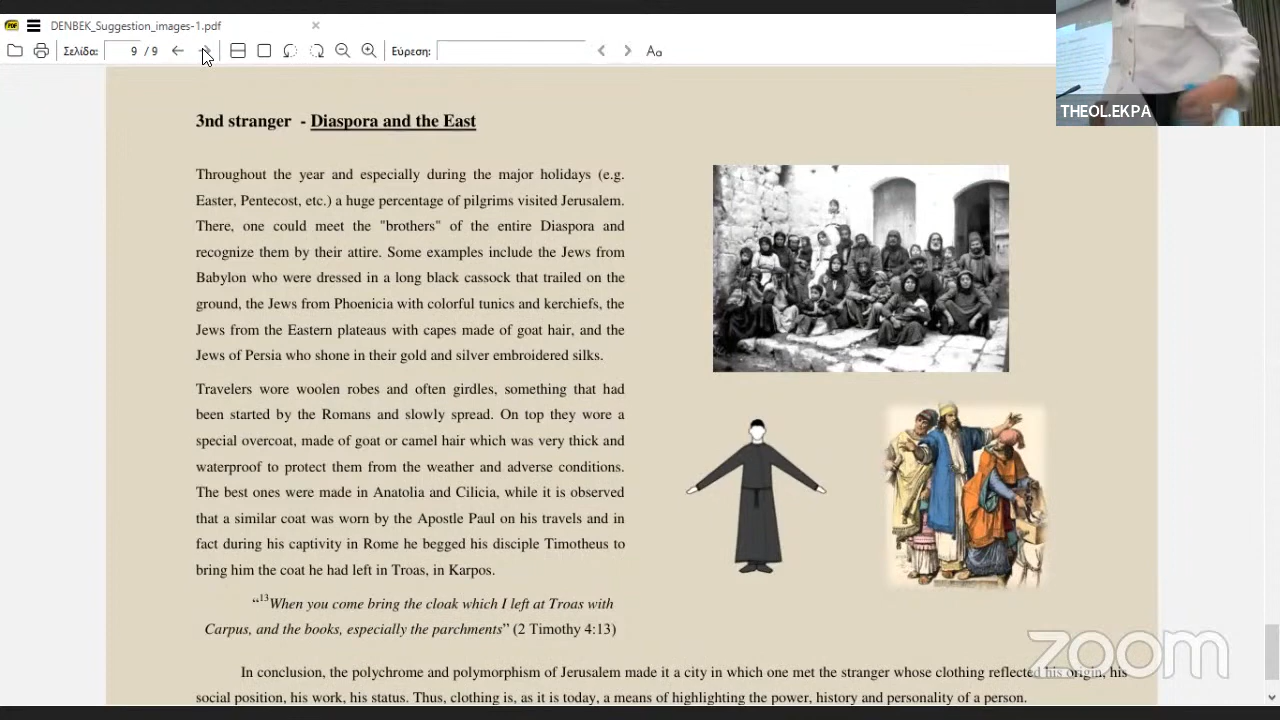 DENBEK_Suggestion_images-1.pdf
Σελίδα: 9 / 9 Εύρεση: Aa
THEOL.EKPA
3nd stranger - Diaspora and the East
Throughout the year and especially during the major holidays (e.g.
Easter, Pentecost, etc.) a huge percentage of pilgrims visited Jerusalem.
There, one could meet the "brothers" of the entire Diaspora and
recognize them by their attire. Some examples include the Jews from
Babylon who were dressed in a long black cassock that trailed on the
ground, the Jews from Phoenicia with colorful tunics and kerchiefs, the
Jews from the Eastern plateaus with capes made of goat hair, and the
Jews of Persia who shone in their gold and silver embroidered silks.
Travelers wore woolen robes and often girdles, something that had
been started by the Romans and slowly spread. On top they wore a
special overcoat, made of goat or camel hair which was very thick and
waterproof to protect them from the weather and adverse conditions.
The best ones were made in Anatolia and Cilicia, while it is observed
that a similar coat was worn by the Apostle Paul on his travels and in
fact during his captivity in Rome he begged his disciple Timotheus to
bring him the coat he had left in Troas, in Karpos.
“13When you come bring the cloak which I left at Troas with
Carpus, and the books, especially the parchments” (2 Timothy 4:13)
In conclusion, the polychrome and polymorphism of Jerusalem made it a city in which one met the stranger whose clothing reflected his origin, his
social position, his work, his status. Thus, clothing is, as it is today, a means of highlighting the power, history and personality of a person.
zoom